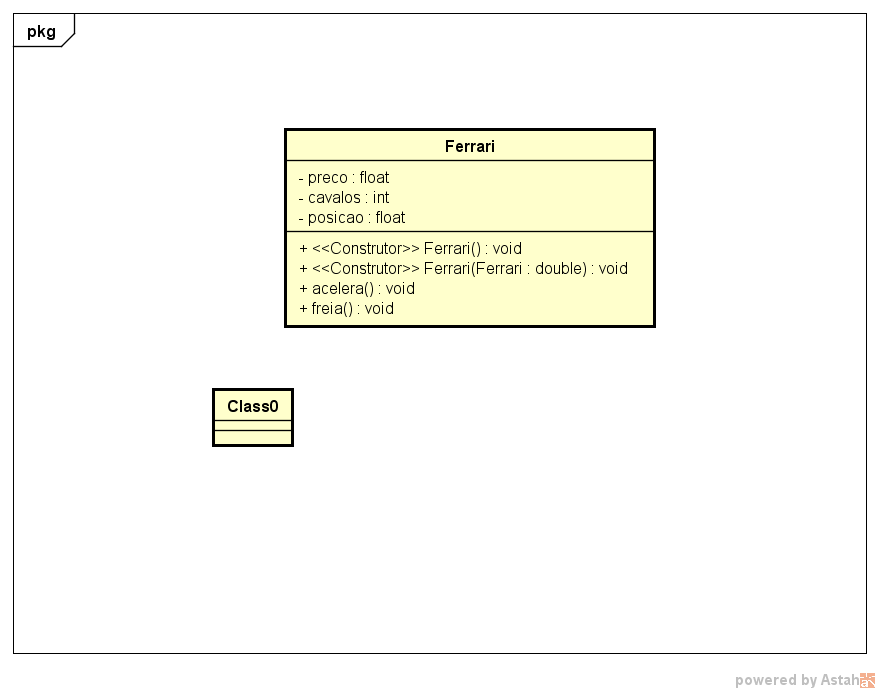 pkg
Ferrari
- preco : float
- cavalos : int
- posicao : float
+ <<Construtor>> Ferrari() : void
+ <<Construtor>> Ferrari(Ferrari : double) : void
+ acelera() : void
+ freia() : void
Class0
powered by Astah